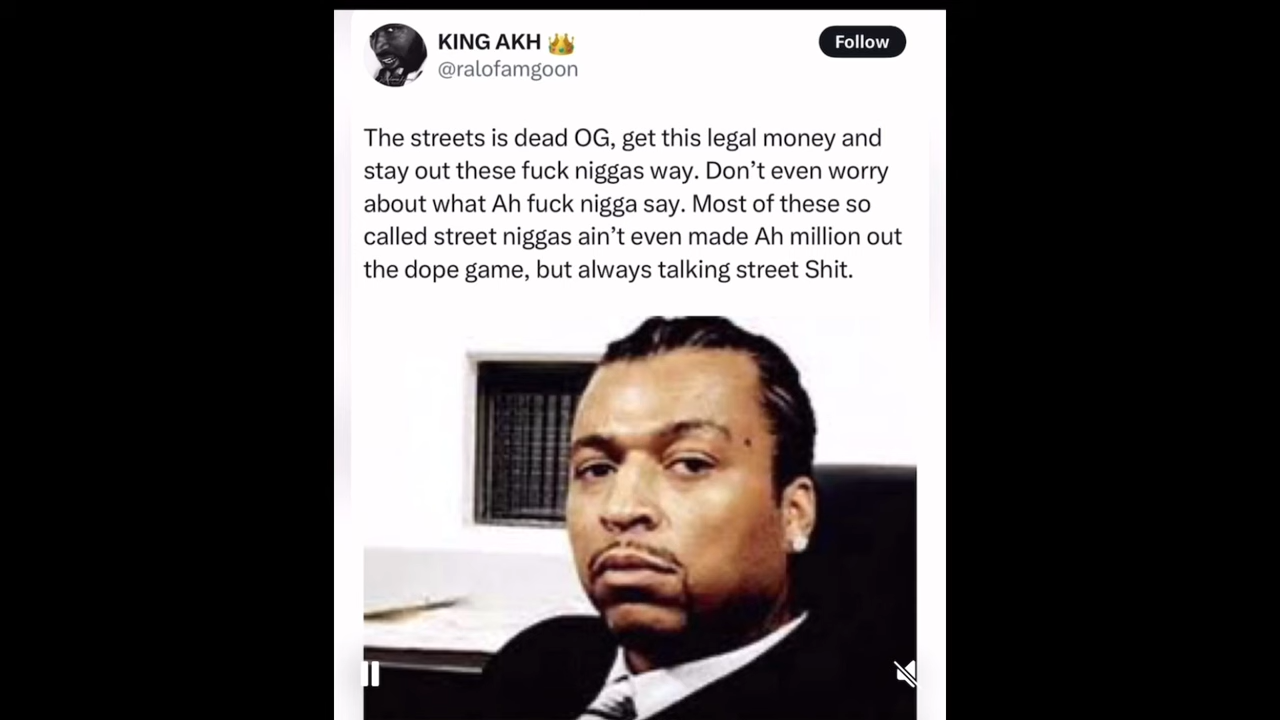 KING AKH 👑
Follow
@ralofamgoon
The streets is dead OG, get this legal money and
stay out these fuck niggas way. Don’t even worry
about what Ah fuck nigga say. Most of these so
called street niggas ain’t even made Ah million out
the dope game, but always talking street Shit.